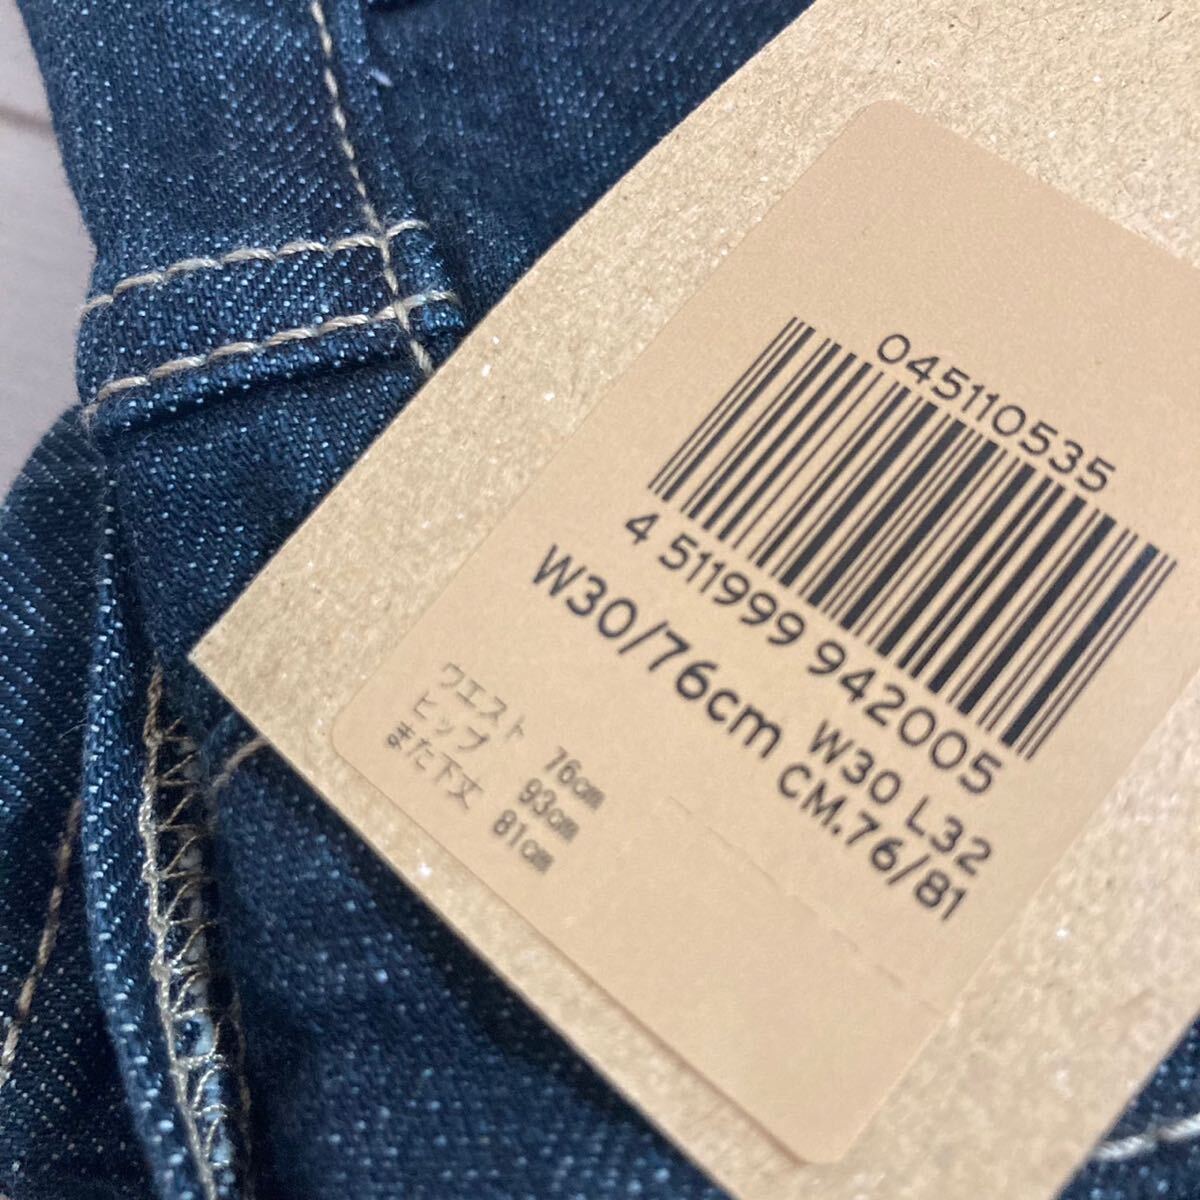 045110535
4 511999 942005
W30/76cm W30 L32
CM.76/81
ウエスト 76cm
ヒップ 93cm
また下丈 81cm